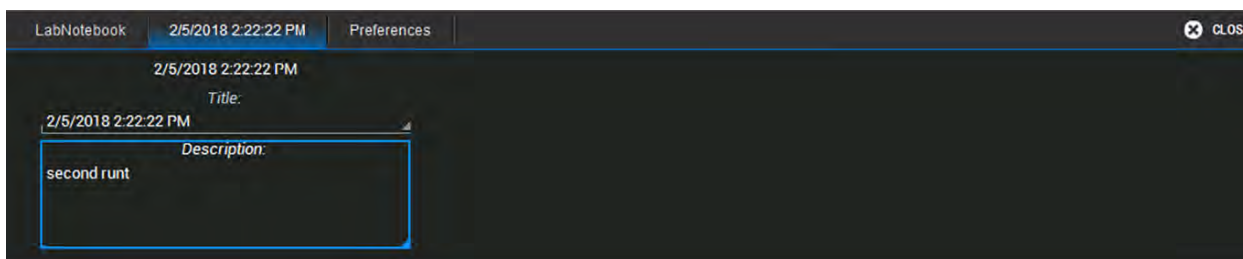 LabNotebook 2/5/2018 2:22:22 PM Preferences CLOS
2/5/2018 2:22:22 PM
Title:
2/5/2018 2:22:22 PM
Description:
second runt